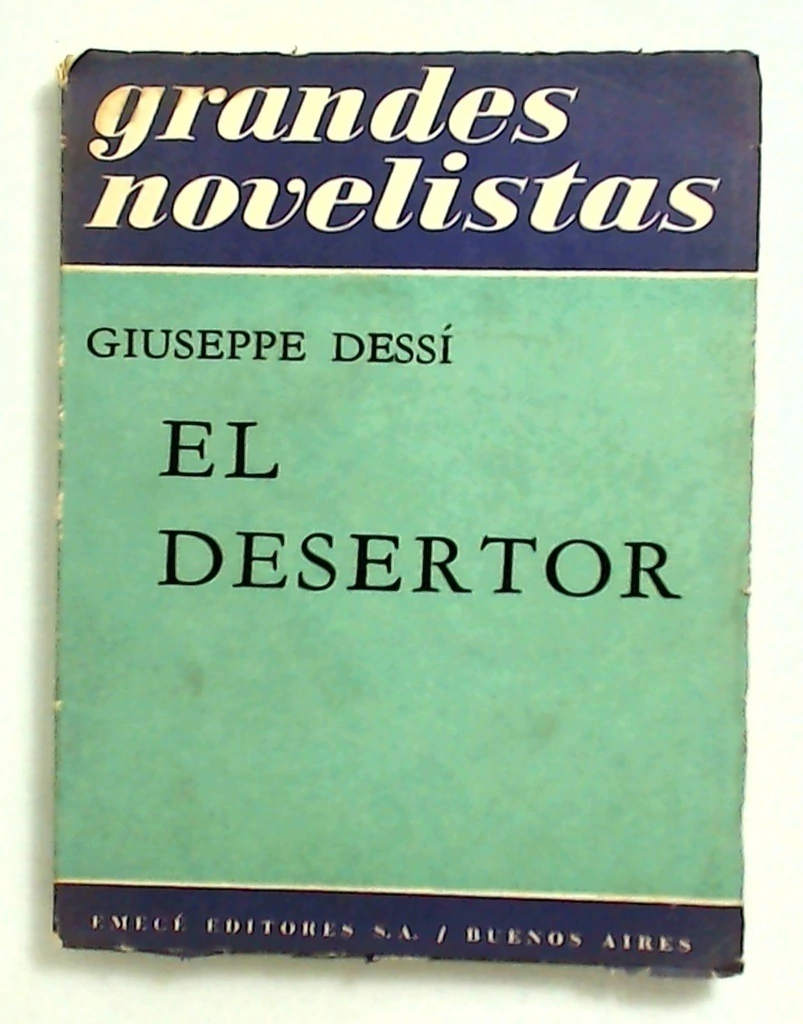 grandes
novelistas
GIUSEPPE DESSÍ
EL
DESERTOR
EMECÉ EDITORES S.A. / BUENOS AIRES